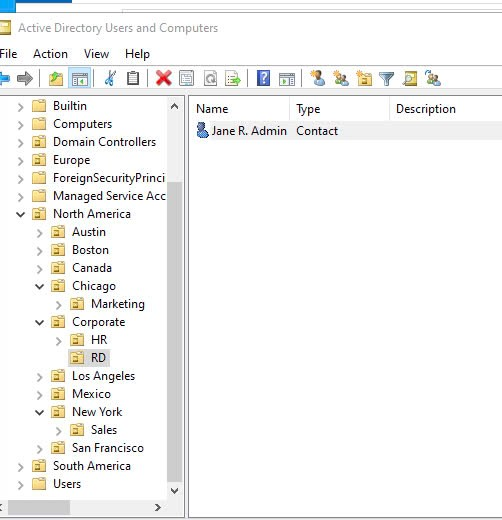 Active Directory Users and Computers
File Action View Help
Name Type Description
Jane R. Admin Contact
Builtin
Computers
Domain Controllers
Europe
ForeignSecurityPrinci
Managed Service Acc
North America
Austin
Boston
Canada
Chicago
Marketing
Corporate
HR
RD
Los Angeles
Mexico
New York
Sales
San Francisco
South America
Users